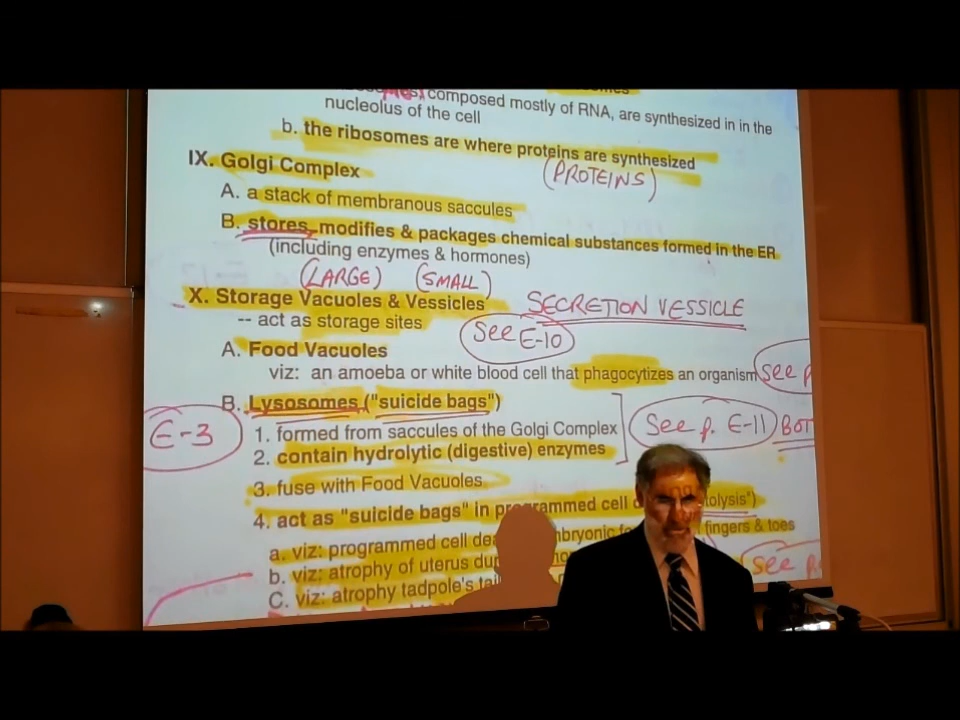 composed mostly of RNA, are synthesized in in the
nucleolus of the cell
b. the ribosomes are where proteins are synthesized
(PROTEINS)
IX. Golgi Complex
A. a stack of membranous saccules
B. stores, modifies & packages chemical substances formed in the ER
(including enzymes & hormones)
(LARGE) (SMALL)
X. Storage Vacuoles & Vessicles
SECRETION VESSICLE
-- act as storage sites
See E-10
A. Food Vacuoles
viz: an amoeba or white blood cell that phagocytizes an organism
See p
B. Lysosomes ("suicide bags")
E-3
1. formed from saccules of the Golgi Complex
See p. E-11
2. contain hydrolytic (digestive) enzymes
3. fuse with Food Vacuoles
4. act as "suicide bags" in programmed cell
a. viz: programmed cell fingers & toes
b. viz: atrophy of uterus
See p
C. viz: atrophy tadpole's